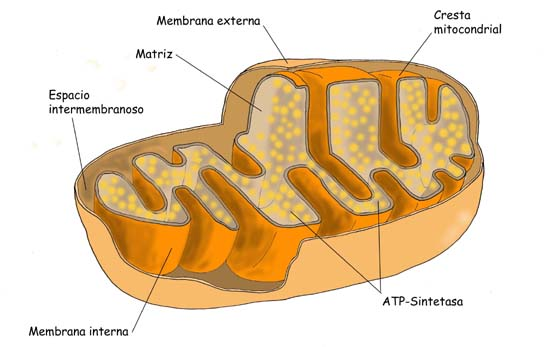 Membrana externa
Cresta
mitocondrial
Matriz
Espacio
intermembranoso
ATP-Sintetasa
Membrana interna